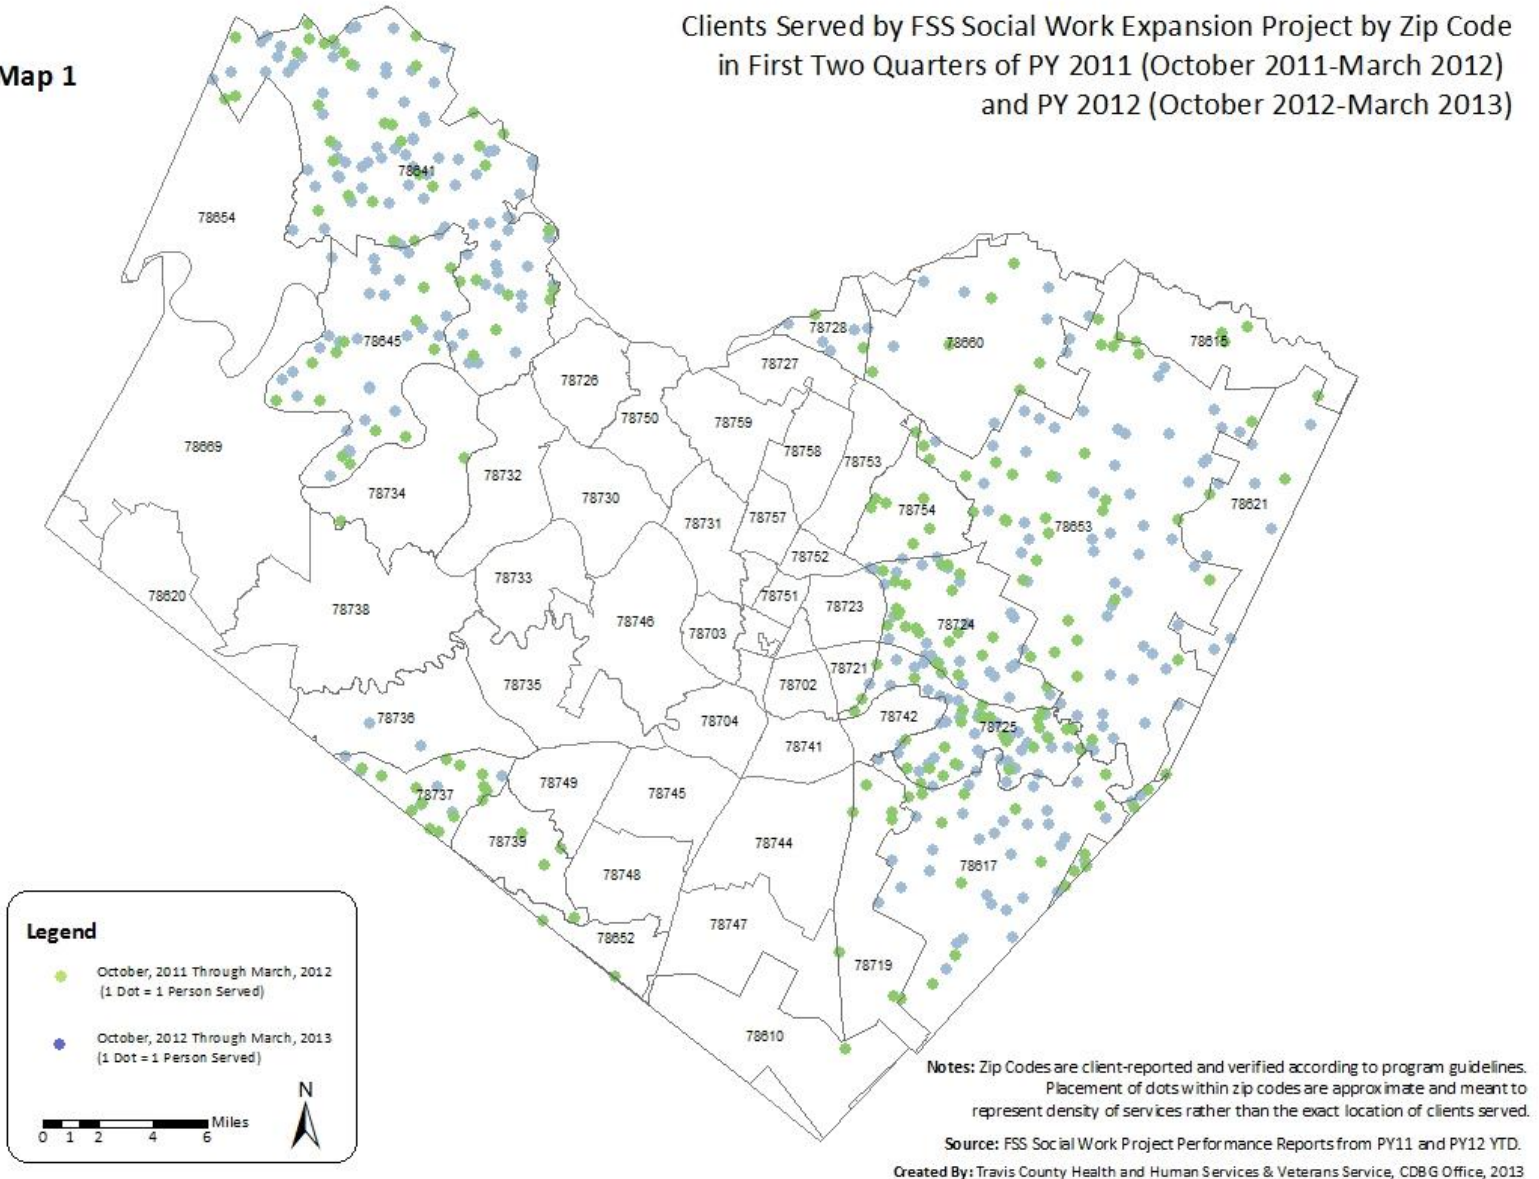 Map 1
Clients Served by FSS Social Work Expansion Project by Zip Code
in First Two Quarters of PY 2011 (October 2011-March 2012)
and PY 2012 (October 2012-March 2013)
78641
78654
78645
78728
78660
78615
78727
78726
78750
78759
78669
78758
78753
78732
78734
78730
78621
78754
78731
78757
78653
78752
78733
78620
78751
78738
78723
78746
78703
78724
78721
78735
78702
78736
78704
78742
78725
78741
78749
78737
78745
78739
78744
78617
78748
78747
78652
78719
78610
Legend
October, 2011 Through March, 2012
(1 Dot = 1 Person Served)
October, 2012 Through March, 2013
(1 Dot = 1 Person Served)
N
Miles
0 1 2 4 6
Notes: Zip Codes are client-reported and verified according to program guidelines.
Placement of dots within zip codes are approximate and meant to
represent density of services rather than the exact location of clients served.
Source: FSS Social Work Project Performance Reports from PY11 and PY12 YTD.
Created By: Travis County Health and Human Services & Veterans Service, CDBG Office, 2013